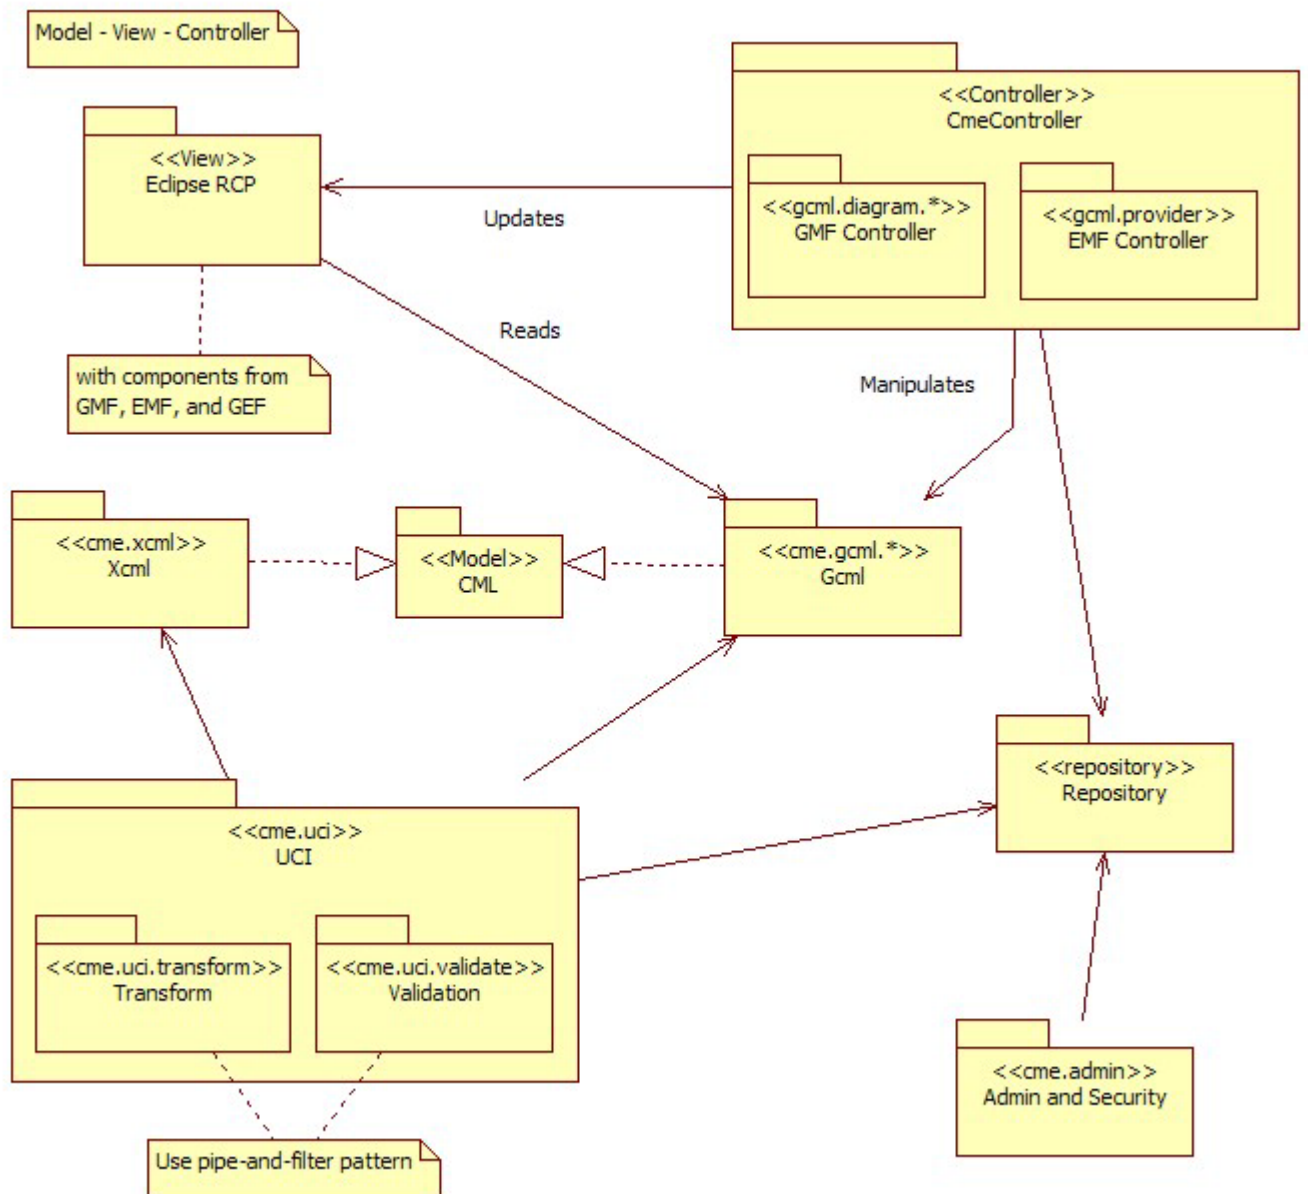 Model - View - Controller
<<Controller>>
CmeController
<<View>>
Eclipse RCP
<<gcml.diagram.*>>
GMF Controller
<<gcml.provider>>
EMF Controller
Updates
Reads
with components from
GMF, EMF, and GEF
Manipulates
<<cme.xcml>>
Xcml
<<Model>>
CML
<<cme.gcml.*>>
Gcml
<<repository>>
Repository
<<cme.uci>>
UCI
<<cme.uci.transform>>
Transform
<<cme.uci.validate>>
Validation
<<cme.admin>>
Admin and Security
Use pipe-and-filter pattern